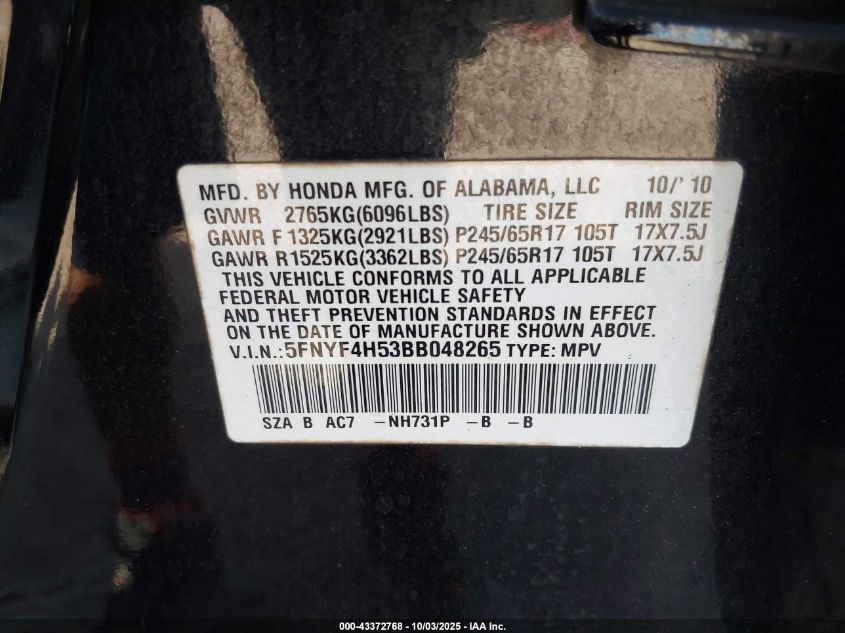 MFD. BY HONDA MFG. OF ALABAMA, LLC 10/'10
GVWR 2765KG(6096LBS) TIRE SIZE RIM SIZE
GAWR F 1325KG(2921LBS) P245/65R17 105T 17X7.5J
GAWR R1525KG(3362LBS) P245/65R17 105T 17X7.5J
THIS VEHICLE CONFORMS TO ALL APPLICABLE
FEDERAL MOTOR VEHICLE SAFETY
AND THEFT PREVENTION STANDARDS IN EFFECT
ON THE DATE OF MANUFACTURE SHOWN ABOVE.
V.I.N.:5FNYF4H53BB048265 TYPE: MPV
SZA B AC7 -NH731P -B -B
000-43372768 - 10/03/2025 - IAA Inc.